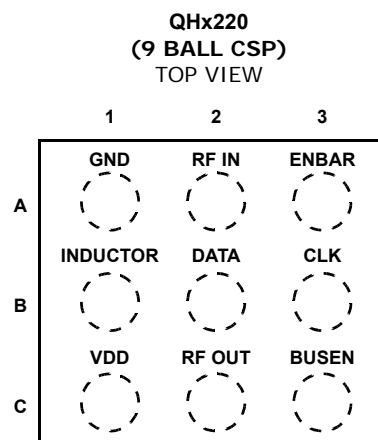 QHx220
(9 BALL CSP)
TOP VIEW
1 2 3
GND RF IN ENBAR
A
INDUCTOR DATA CLK
B
VDD RF OUT BUSEN
C